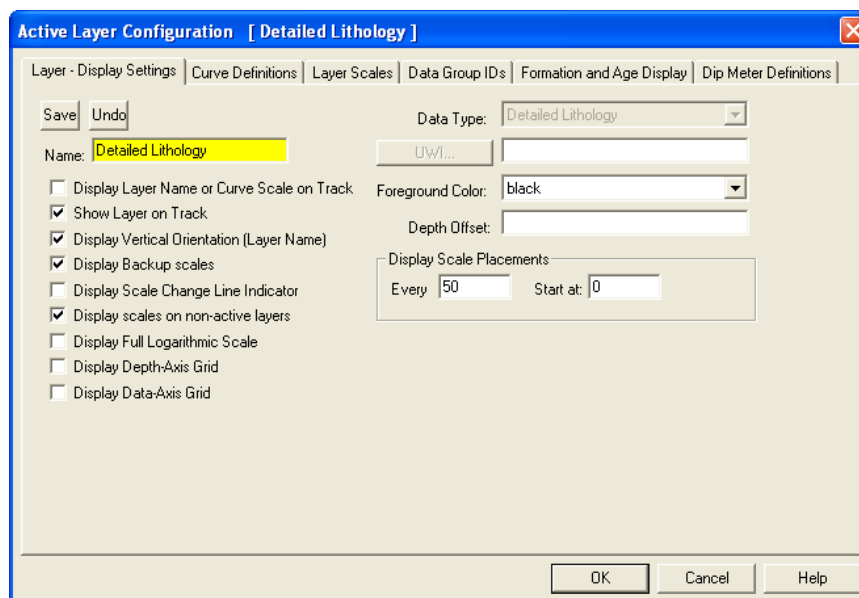 Active Layer Configuration [ Detailed Lithology ]
Layer - Display Settings Curve Definitions Layer Scales Data Group IDs Formation and Age Display Dip Meter Definitions
Save Undo
Name: Detailed Lithology
Display Layer Name or Curve Scale on Track
Show Layer on Track
Display Vertical Orientation (Layer Name)
Display Backup scales
Display Scale Change Line Indicator
Display scales on non-active layers
Display Full Logarithmic Scale
Display Depth-Axis Grid
Display Data-Axis Grid
Data Type: Detailed Lithology
UWI...
Foreground Color: black
Depth Offset:
Display Scale Placements
Every 50 Start at: 0
OK Cancel Help